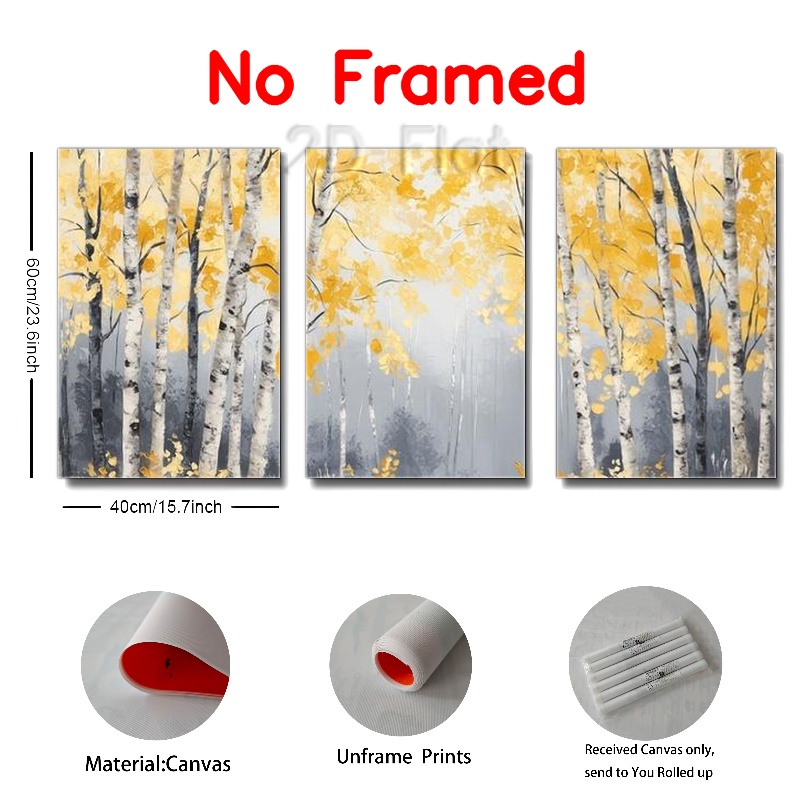 No Framed
2D Flat
60cm/23.6inch
40cm/15.7inch
Material:Canvas
Unframe Prints
Received Canvas only,
send to You Rolled up